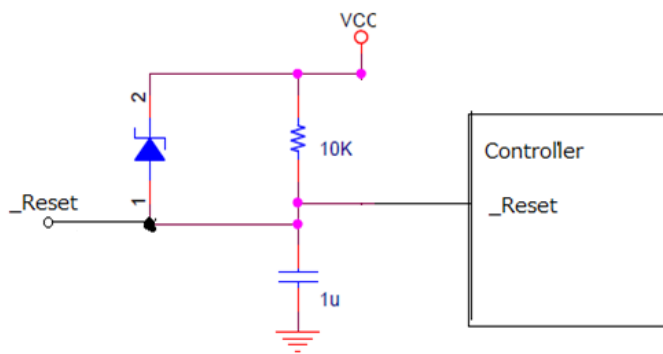 VCC
2
10K
Controller
_Reset
_Reset
1
1u